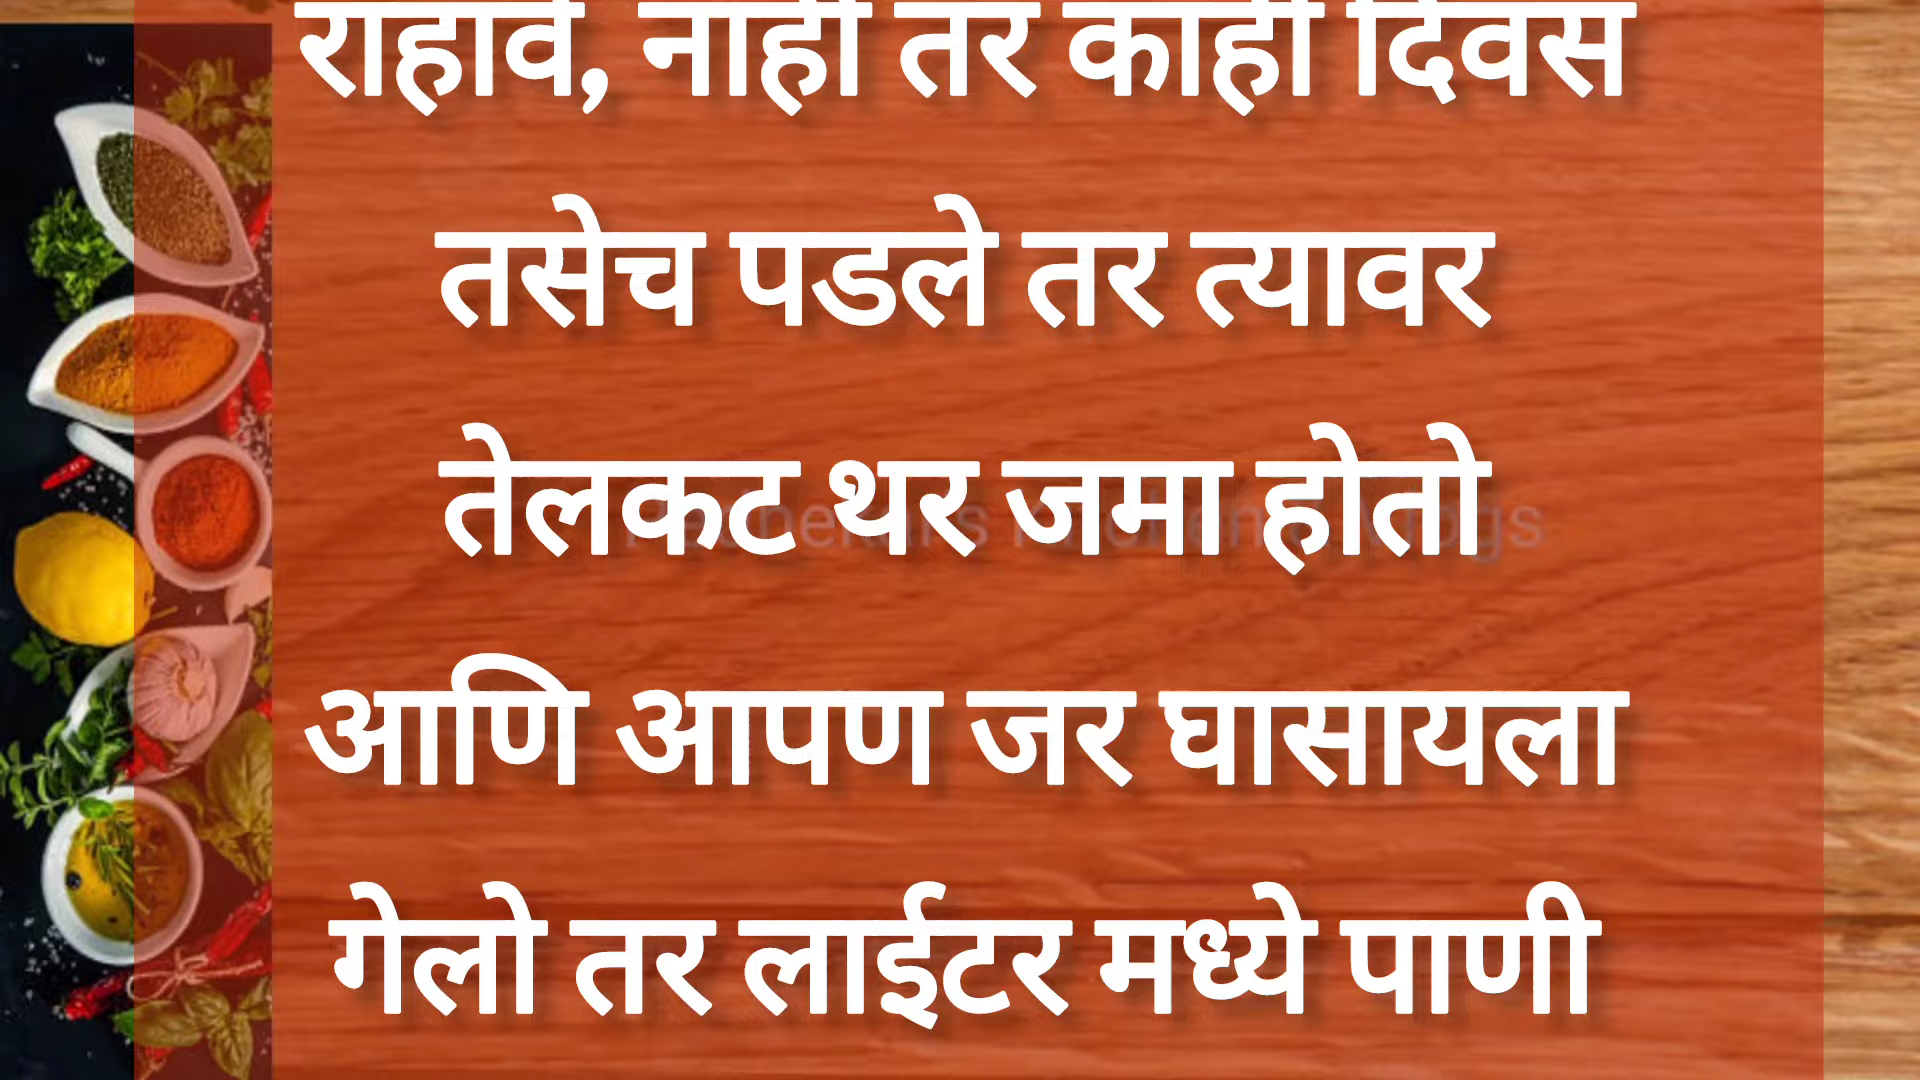 राहावे, नाही तर काही दिवस
तसेच पडले तर त्यावर
तेलकट थर जमा होतो
आणि आपण जर घासायला
गेलो तर लाईटर मध्ये पाणी